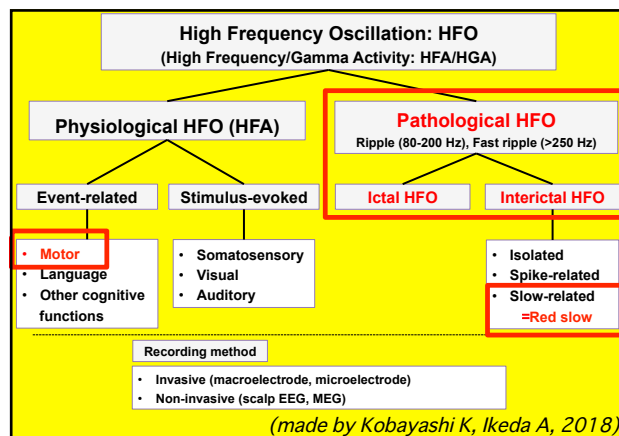 High Frequency Oscillation: HFO
(High Frequency/Gamma Activity: HFA/HGA)
Physiological HFO (HFA)
Pathological HFO
Ripple (80-200 Hz), Fast ripple (>250 Hz)
Event-related
Stimulus-evoked
Ictal HFO
Interictal HFO
• Motor
• Language
• Other cognitive
functions
• Somatosensory
• Visual
• Auditory
• Isolated
• Spike-related
• Slow-related
=Red slow
Recording method
• Invasive (macroelectrode, microelectrode)
• Non-invasive (scalp EEG, MEG)
(made by Kobayashi K, Ikeda A, 2018)